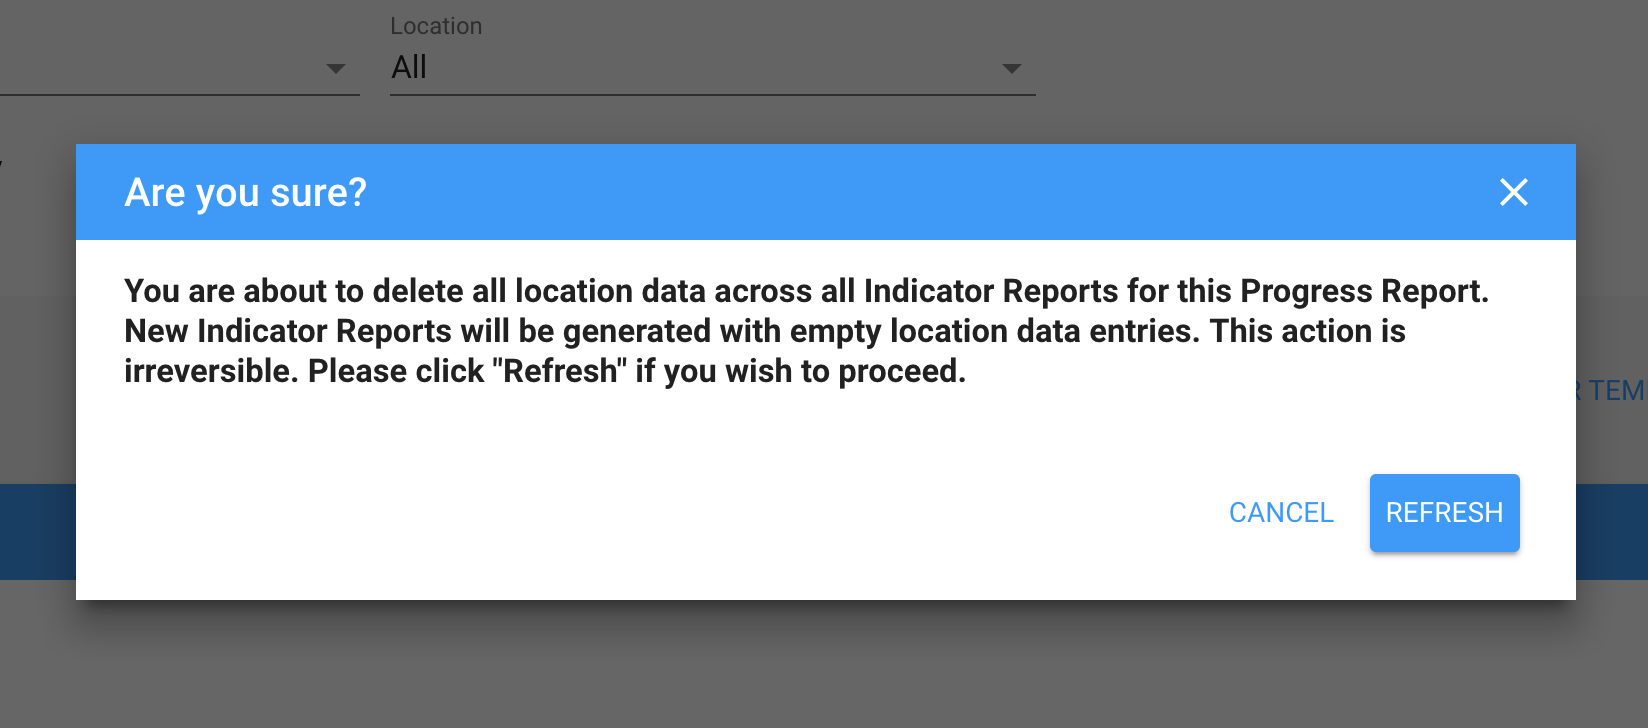 Location
All
Are you sure?
You are about to delete all location data across all Indicator Reports for this Progress Report.
New Indicator Reports will be generated with empty location data entries. This action is
irreversible. Please click "Refresh" if you wish to proceed.
CANCEL
REFRESH